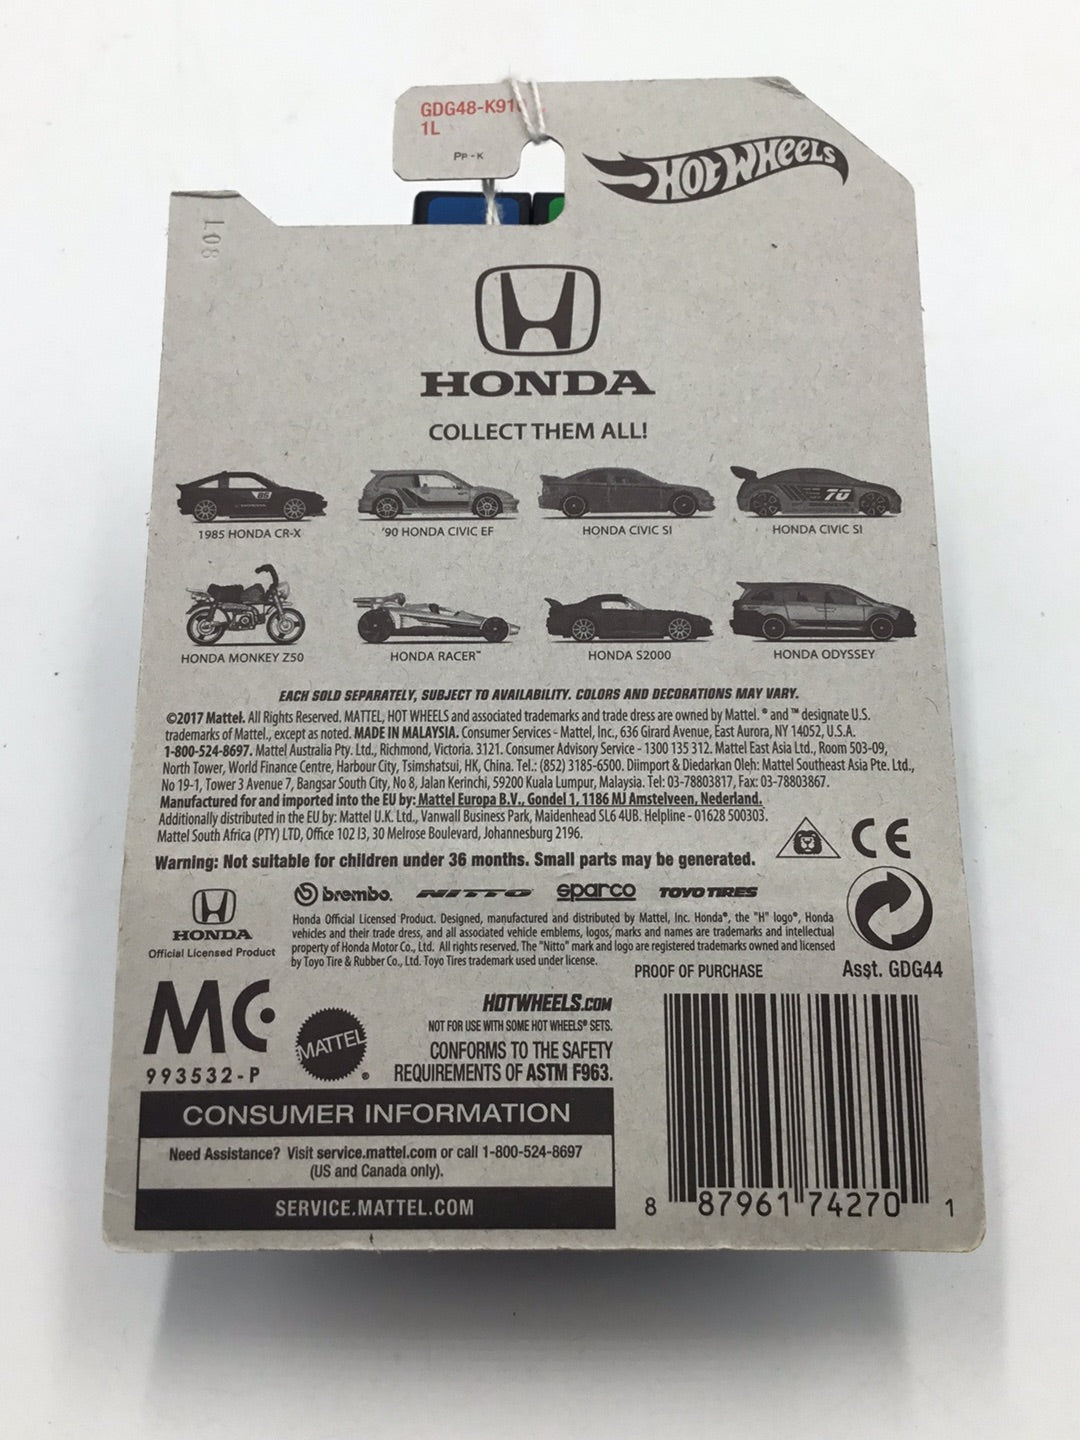 GDG48-K910
1L
PP-K
HOT WHEELS
L08
HONDA
COLLECT THEM ALL!
86
70
1985 HONDA CR-X
'90 HONDA CIVIC EF
HONDA CIVIC SI
HONDA CIVIC SI
HONDA MONKEY Z50
HONDA RACER™
HONDA S2000
HONDA ODYSSEY
EACH SOLD SEPARATELY, SUBJECT TO AVAILABILITY. COLORS AND DECORATIONS MAY VARY.
©2017 Mattel. All Rights Reserved. MATTEL, HOT WHEELS and associated trademarks and trade dress are owned by Mattel. ® and ™ designate U.S.
trademarks of Mattel, except as noted. MADE IN MALAYSIA. Consumer Services - Mattel, Inc., 636 Girard Avenue, East Aurora, NY 14052, U.S.A.
1-800-524-8697. Mattel Australia Pty. Ltd., Richmond, Victoria. 3121. Consumer Advisory Service - 1300 135 312. Mattel East Asia Ltd., Room 503-09,
North Tower, World Finance Centre, Harbour City, Tsimshatsui, HK, China. Tel.: (852) 3185-6500. Diimport & Diedarkan Oleh: Mattel Southeast Asia Pte. Ltd.,
No 19-1, Tower 3 Avenue 7, Bangsar South City, No 8, Jalan Kerinchi, 59200 Kuala Lumpur, Malaysia. Tel: 03-78803817, Fax: 03-78803867.
Manufactured for and imported into the EU by: Mattel Europa B.V., Gondel 1, 1186 MJ Amstelveen, Nederland.
Additionally distributed in the EU by: Mattel U.K. Ltd., Vanwall Business Park, Maidenhead SL6 4UB. Helpline - 01628 500303.
Mattel South Africa (PTY) LTD, Office 102 I3, 30 Melrose Boulevard, Johannesburg 2196.
CE
Warning: Not suitable for children under 36 months. Small parts may be generated.
brembo. NITTO sparco TOYO TIRES
HONDA
Official Licensed Product
Honda Official Licensed Product. Designed, manufactured and distributed by Mattel, Inc. Honda®, the "H" logo®, Honda
vehicles and their trade dress, and all associated vehicle emblems, logos, marks and names are trademarks and intellectual
property of Honda Motor Co., Ltd. All rights reserved. The "Nitto" mark and logo are registered trademarks owned and licensed
by Toyo Tire & Rubber Co., Ltd. Toyo Tires trademark used under license.
PROOF OF PURCHASE
Asst. GDG44
MC
993532-P
MATTEL®
HOTWHEELS.COM
NOT FOR USE WITH SOME HOT WHEELS® SETS.
CONFORMS TO THE SAFETY
REQUIREMENTS OF ASTM F963.
CONSUMER INFORMATION
Need Assistance? Visit service.mattel.com or call 1-800-524-8697
(US and Canada only).
SERVICE.MATTEL.COM
8 87961 74270 1